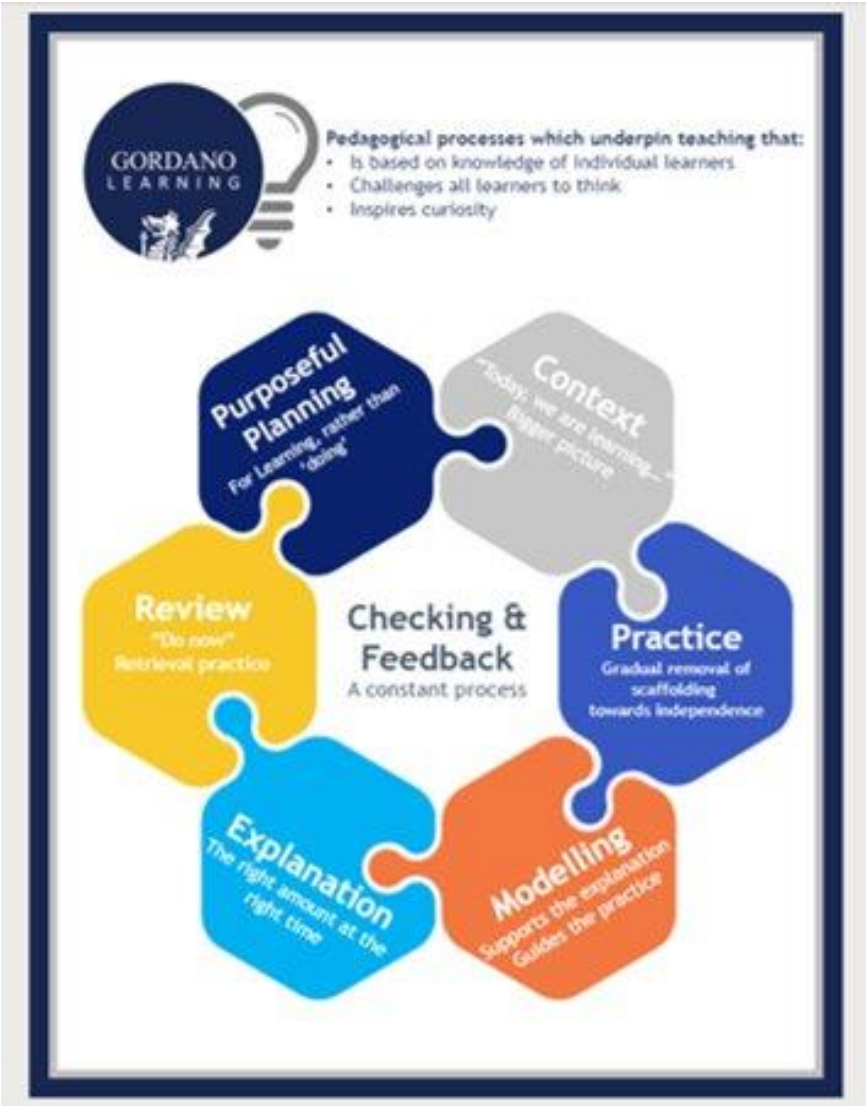 GORDANO
LEARNING
Pedagogical processes which underpin teaching that:
• Is based on knowledge of individual learners
• Challenges all learners to think
• Inspires curiosity
Purposeful
Planning
For Learning, rather than
'doing'
Context
"Today, we are learning... "
Bigger picture
Review
"Do now"
Retrieval practice
Checking &
Feedback
A constant process
Practice
Gradual removal of
scaffolding
towards independence
Explanation
The right amount at the
right time
Modelling
Supports the explanation
Guides the practice